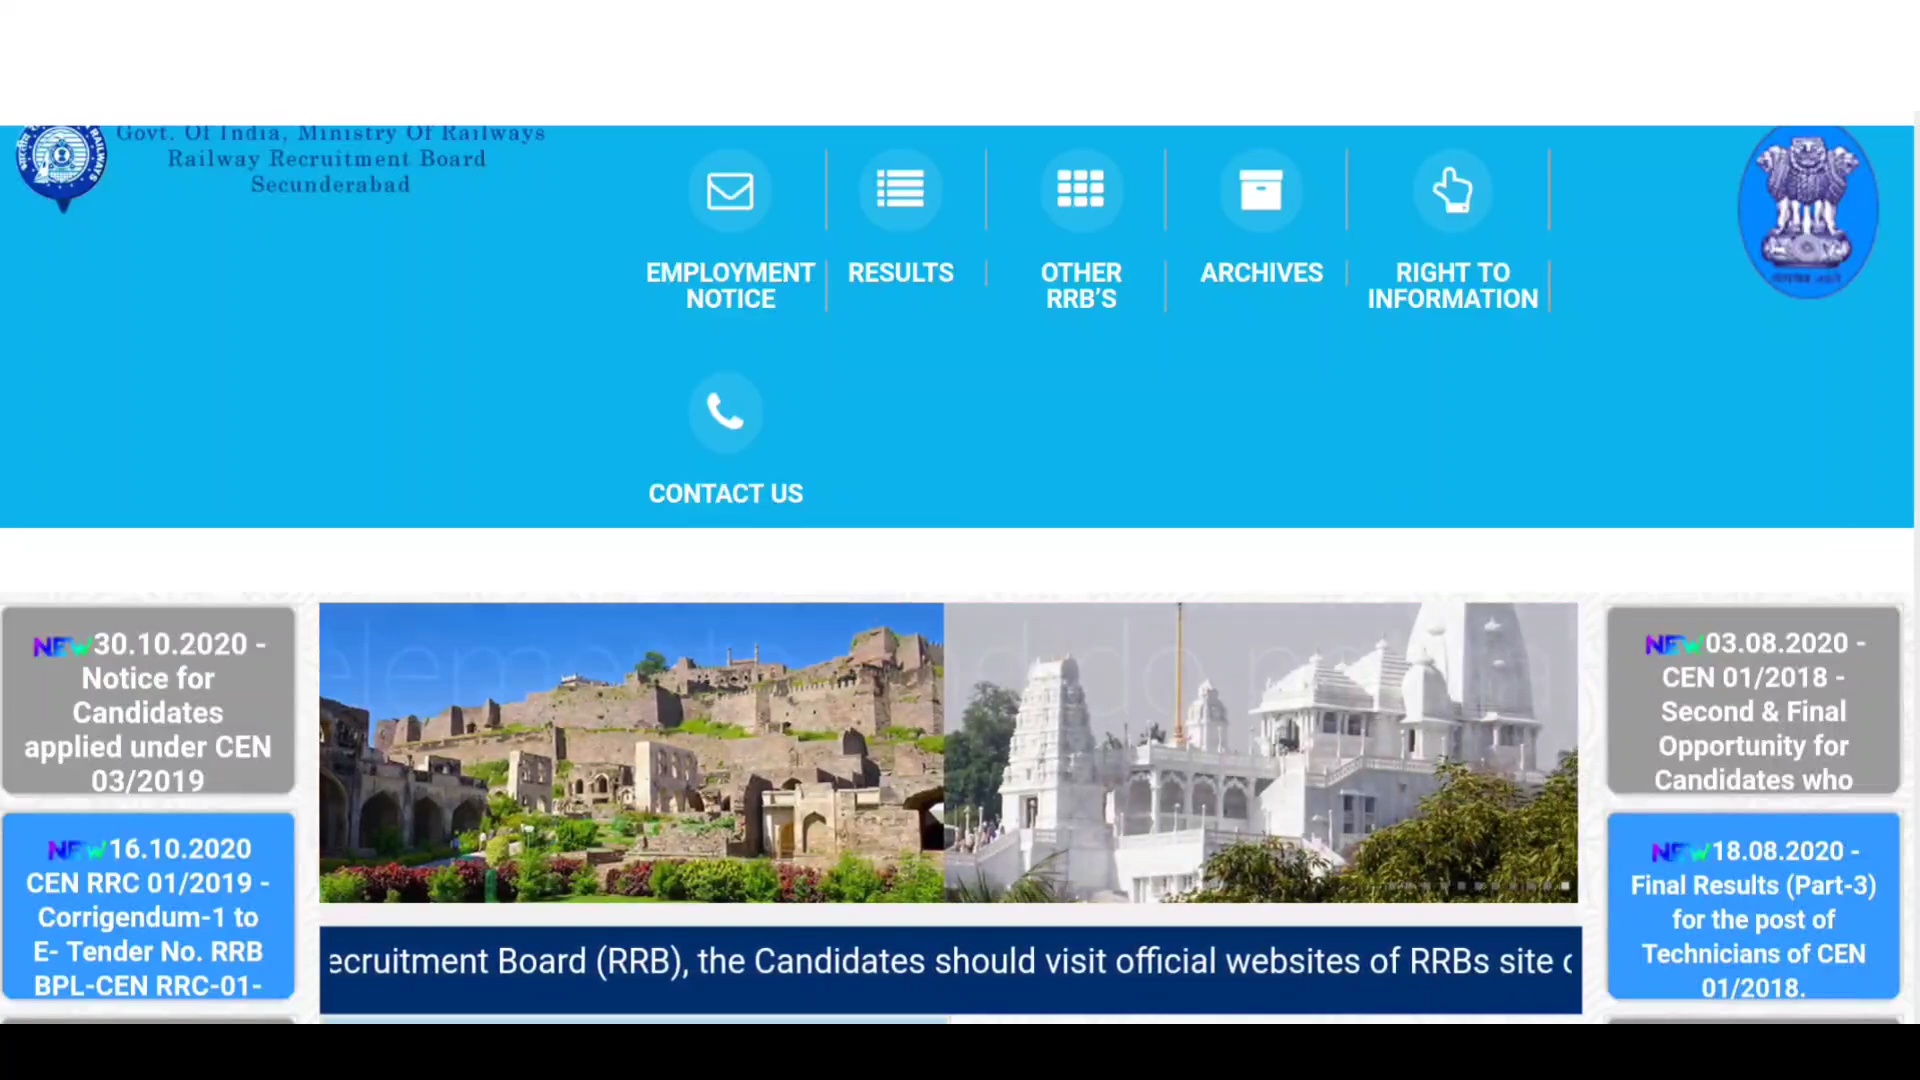 Govt. Of India, Ministry Of Railways
Railway Recruitment Board
Secunderabad
EMPLOYMENT
NOTICE
RESULTS
OTHER
RRB’S
ARCHIVES
RIGHT TO
INFORMATION
CONTACT US
NEW30.10.2020 -
Notice for
Candidates
applied under CEN
03/2019
NEW16.10.2020
CEN RRC 01/2019 -
Corrigendum-1 to
E- Tender No. RRB
BPL-CEN RRC-01-
ecruitment Board (RRB), the Candidates should visit official websites of RRBs site
NEW03.08.2020 -
CEN 01/2018 -
Second & Final
Opportunity for
Candidates who
NEW18.08.2020 -
Final Results (Part-3)
for the post of
Technicians of CEN
01/2018.